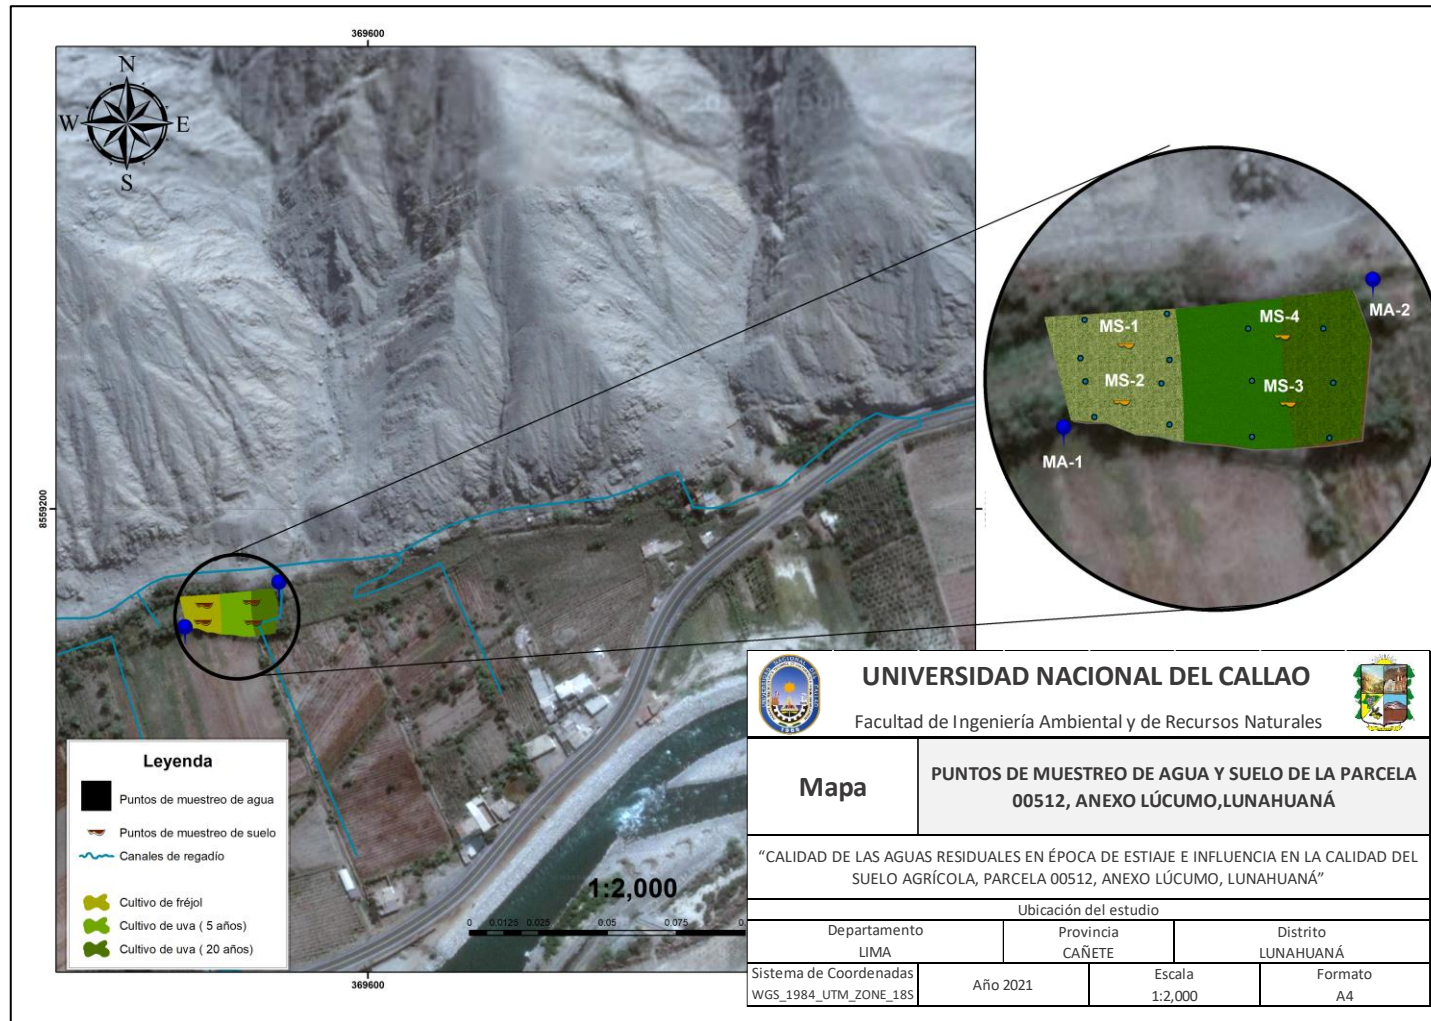 369600
N
W
E
S
8559200
MS-1
MS-4
MA-2
MS-2
MS-3
MA-1
Leyenda
Puntos de muestreo de agua
Puntos de muestreo de suelo
Canales de regadío
Cultivo de fréjol
Cultivo de uva ( 5 años)
Cultivo de uva ( 20 años)
1:2,000
0 0.0125 0.025 0.05 0.075
369600
UNIVERSIDAD NACIONAL DEL CALLAO
Facultad de Ingeniería Ambiental y de Recursos Naturales
Mapa
PUNTOS DE MUESTREO DE AGUA Y SUELO DE LA PARCELA
00512, ANEXO LÚCUMO,LUNAHUANÁ
“CALIDAD DE LAS AGUAS RESIDUALES EN ÉPOCA DE ESTIAJE E INFLUENCIA EN LA CALIDAD DEL
SUELO AGRÍCOLA, PARCELA 00512, ANEXO LÚCUMO, LUNAHUANÁ”
Ubicación del estudio
Departamento Provincia Distrito
LIMA CAÑETE LUNAHUANÁ
Sistema de Coordenadas Año 2021 Escala Formato
WGS_1984_UTM_ZONE_18S 1:2,000 A4